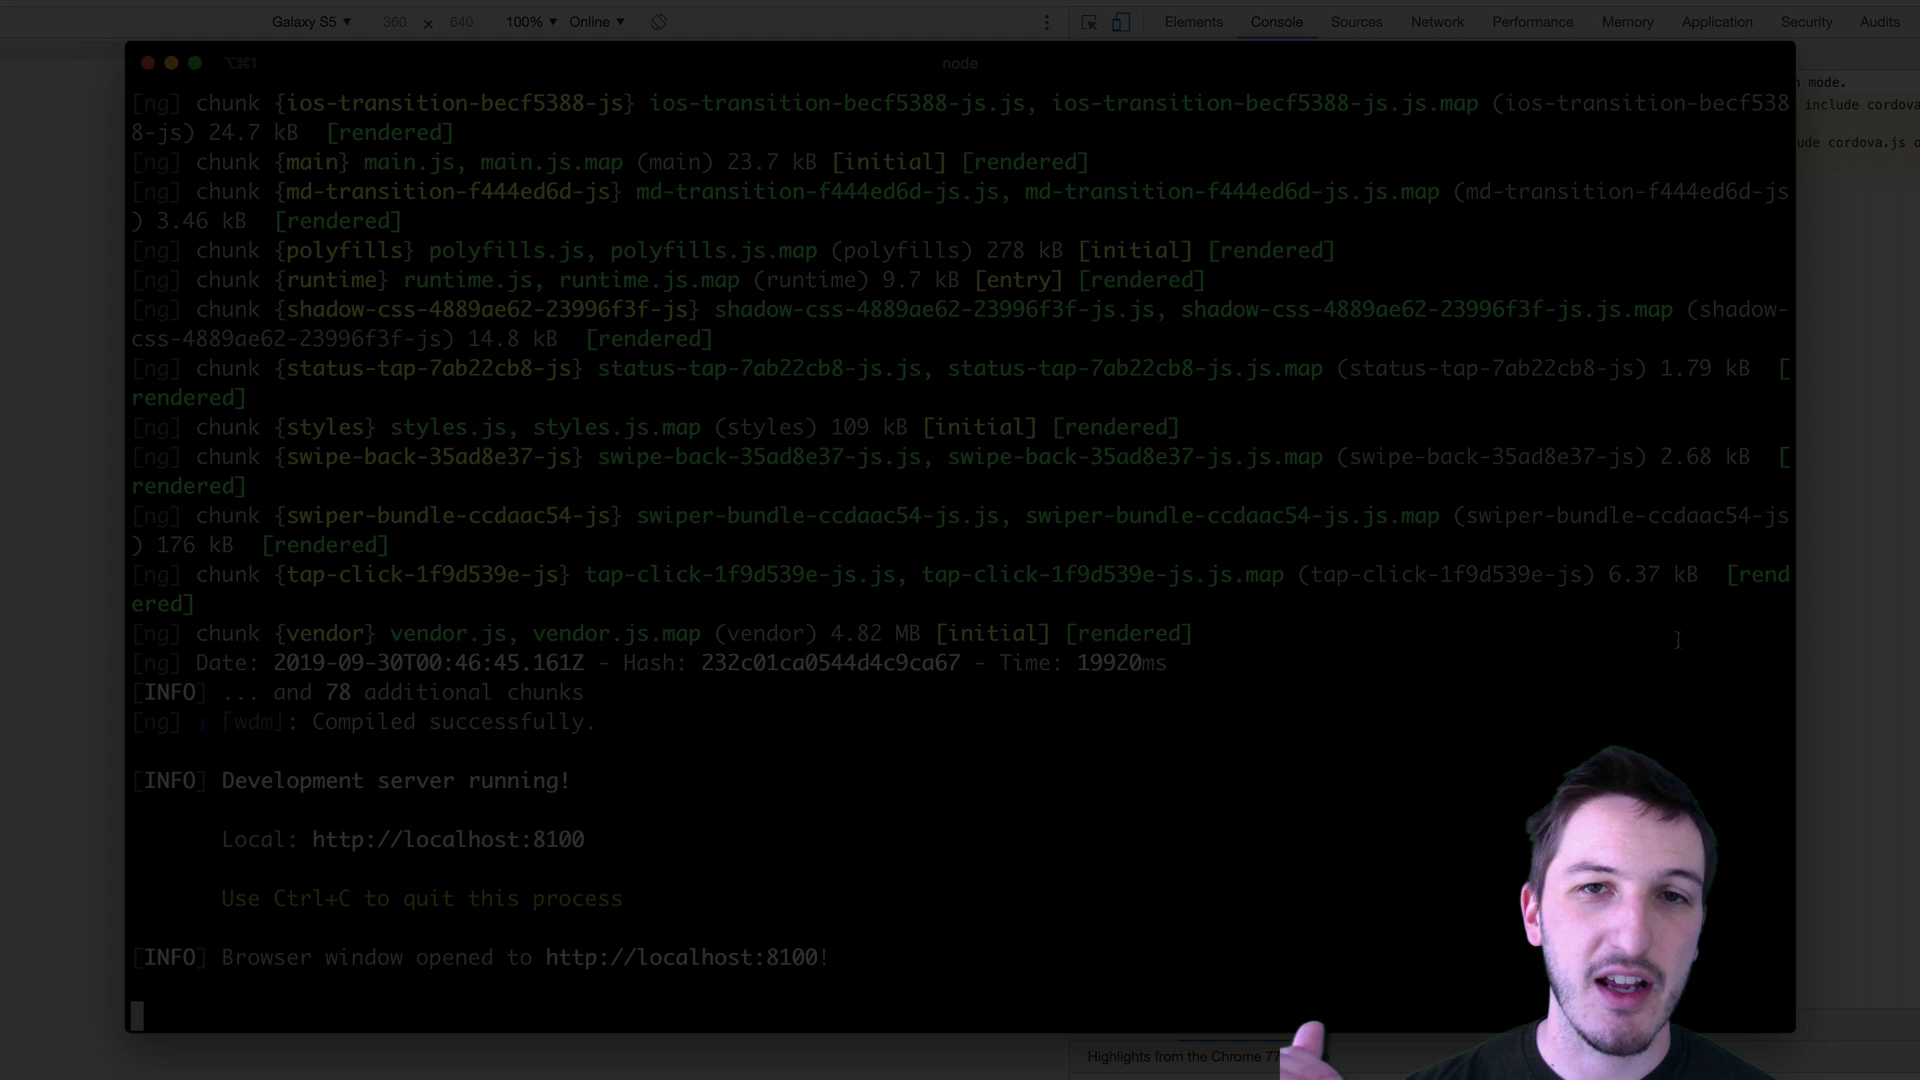 Galaxy S5 ▼ 360 × 640 100% ▼ Online ▼
Elements Console Sources Network Performance Memory Application Security Audits
⌥⌘1 node
n mode.
include cordova
ude cordova.js
[ng] chunk {ios-transition-becf5388-js} ios-transition-becf5388-js.js, ios-transition-becf5388-js.js.map (ios-transition-becf538
8-js) 24.7 kB [rendered]
[ng] chunk {main} main.js, main.js.map (main) 23.7 kB [initial] [rendered]
[ng] chunk {md-transition-f444ed6d-js} md-transition-f444ed6d-js.js, md-transition-f444ed6d-js.js.map (md-transition-f444ed6d-js
) 3.46 kB [rendered]
[ng] chunk {polyfills} polyfills.js, polyfills.js.map (polyfills) 278 kB [initial] [rendered]
[ng] chunk {runtime} runtime.js, runtime.js.map (runtime) 9.7 kB [entry] [rendered]
[ng] chunk {shadow-css-4889ae62-23996f3f-js} shadow-css-4889ae62-23996f3f-js.js, shadow-css-4889ae62-23996f3f-js.js.map (shadow-
css-4889ae62-23996f3f-js) 14.8 kB [rendered]
[ng] chunk {status-tap-7ab22cb8-js} status-tap-7ab22cb8-js.js, status-tap-7ab22cb8-js.js.map (status-tap-7ab22cb8-js) 1.79 kB [
rendered]
[ng] chunk {styles} styles.js, styles.js.map (styles) 109 kB [initial] [rendered]
[ng] chunk {swipe-back-35ad8e37-js} swipe-back-35ad8e37-js.js, swipe-back-35ad8e37-js.js.map (swipe-back-35ad8e37-js) 2.68 kB [
rendered]
[ng] chunk {swiper-bundle-ccdaac54-js} swiper-bundle-ccdaac54-js.js, swiper-bundle-ccdaac54-js.js.map (swiper-bundle-ccdaac54-js
) 176 kB [rendered]
[ng] chunk {tap-click-1f9d539e-js} tap-click-1f9d539e-js.js, tap-click-1f9d539e-js.js.map (tap-click-1f9d539e-js) 6.37 kB [rend
ered]
[ng] chunk {vendor} vendor.js, vendor.js.map (vendor) 4.82 MB [initial] [rendered]
[ng] Date: 2019-09-30T00:46:45.161Z - Hash: 232c01ca0544d4c9ca67 - Time: 19920ms
[INFO] ... and 78 additional chunks
[ng] ℹ ｢wdm｣: Compiled successfully.
[INFO] Development server running!
Local: http://localhost:8100
Use Ctrl+C to quit this process
[INFO] Browser window opened to http://localhost:8100!
Highlights from the Chrome 77